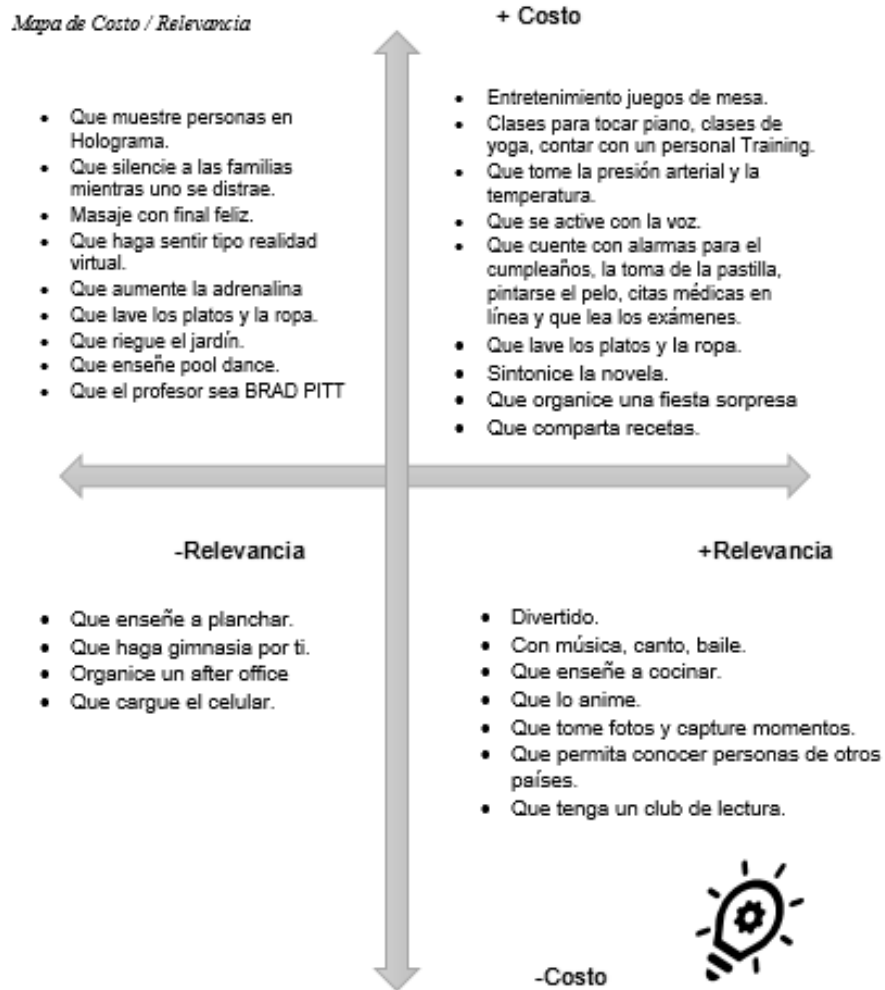 Mapa de Costo / Relevancia
+ Costo
• Que muestre personas en
Holograma.
• Que silencie a las familias
mientras uno se distrae.
• Masaje con final feliz.
• Que haga sentir tipo realidad
virtual.
• Que aumente la adrenalina
• Que lave los platos y la ropa.
• Que riegue el jardín.
• Que enseñe pool dance.
• Que el profesor sea BRAD PITT
• Entretenimiento juegos de mesa.
• Clases para tocar piano, clases de
yoga, contar con un personal Training.
• Que tome la presión arterial y la
temperatura.
• Que se active con la voz.
• Que cuente con alarmas para el
cumpleaños, la toma de la pastilla,
pintarse el pelo, citas médicas en
línea y que lea los exámenes.
• Que lave los platos y la ropa.
• Sintonice la novela.
• Que organice una fiesta sorpresa
• Que comparta recetas.
-Relevancia
+Relevancia
• Que enseñe a planchar.
• Que haga gimnasia por ti.
• Organice un after office
• Que cargue el celular.
• Divertido.
• Con música, canto, baile.
• Que enseñe a cocinar.
• Que lo anime.
• Que tome fotos y capture momentos.
• Que permita conocer personas de otros
países.
• Que tenga un club de lectura.
-Costo